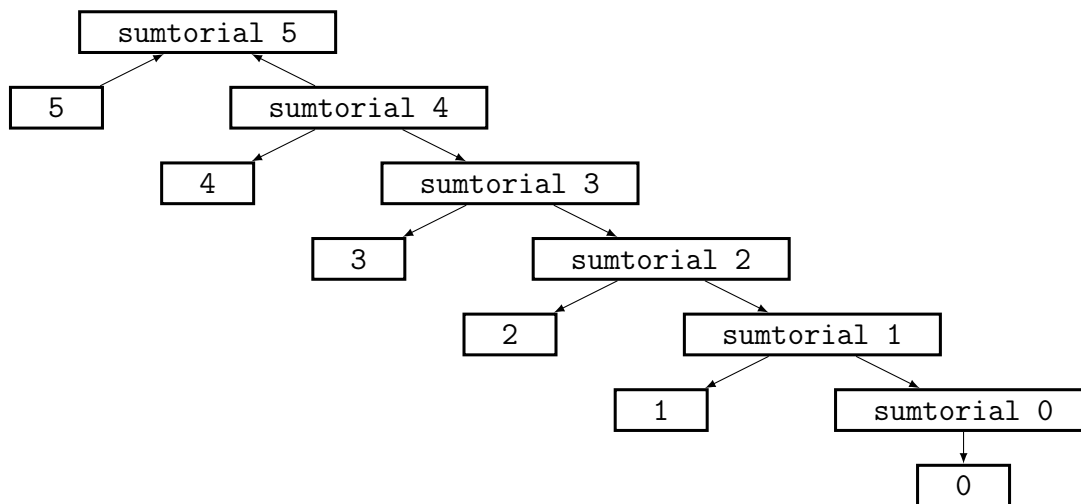 sumtorial 5
5
sumtorial 4
4
sumtorial 3
3
sumtorial 2
2
sumtorial 1
1
sumtorial 0
0